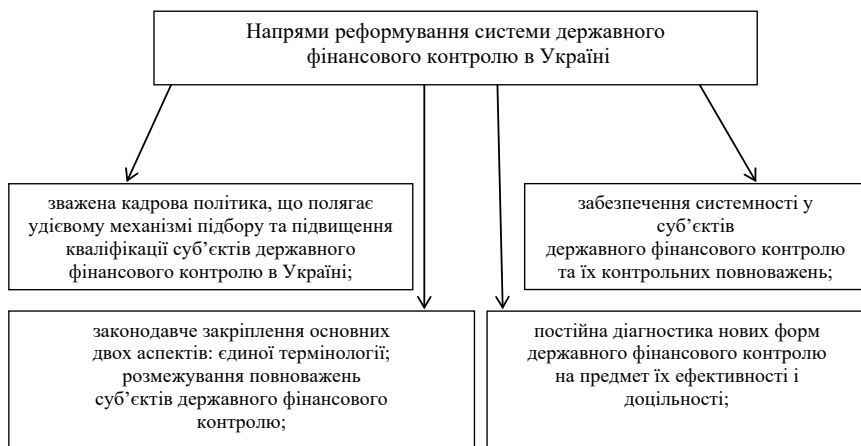 Напрями реформування системи державного
фінансового контролю в Україні
зважена кадрова політика, що полягає
удієвому механізмі підбору та підвищення
кваліфікації суб’єктів державного
фінансового контролю в Україні;
забезпечення системності у
суб’єктів
державного фінансового контролю
та їх контрольних повноважень;
законодавче закріплення основних
двох аспектів: єдиної термінології;
розмежування повноважень
суб’єктів державного фінансового
контролю;
постійна діагностика нових форм
державного фінансового контролю
на предмет їх ефективності і
доцільності;